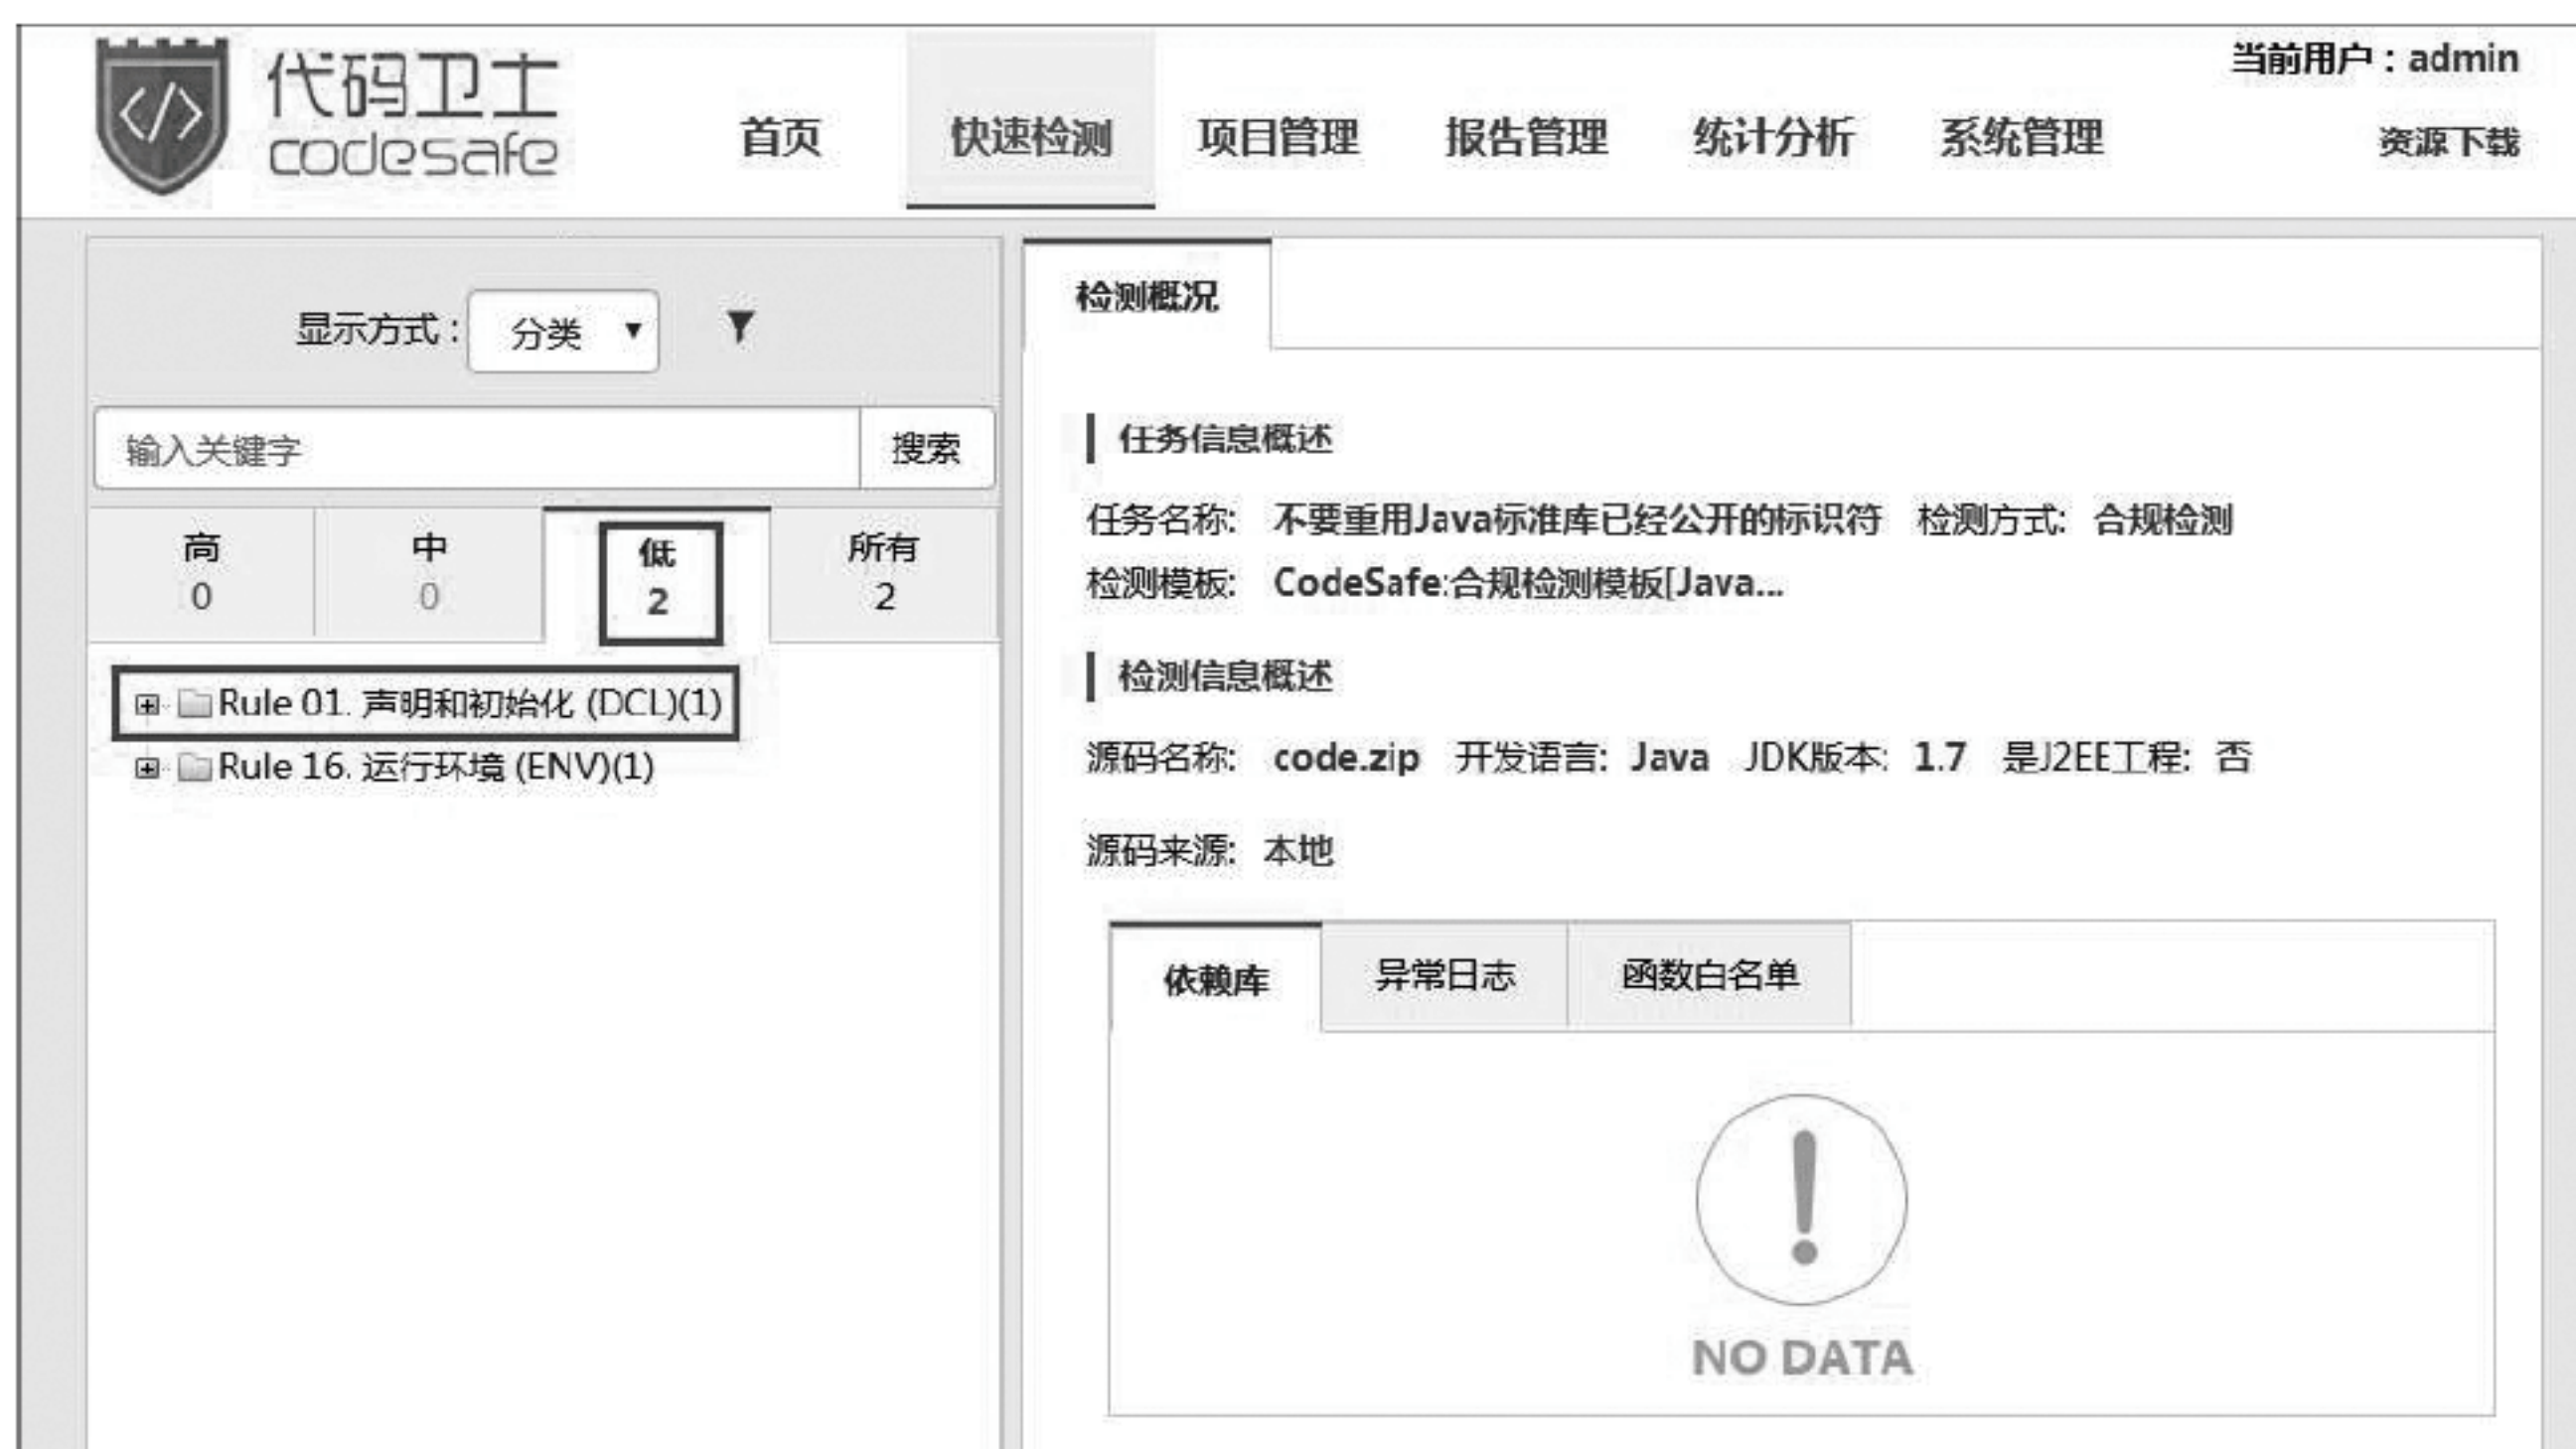 代码卫士
codesafe
当前用户：admin
首页 快速检测 项目管理 报告管理 统计分析 系统管理 资源下载
显示方式： 分类
输入关键字 搜索
高 中 低 所有
0 0 2 2
Rule 01. 声明和初始化 (DCL)(1)
Rule 16. 运行环境 (ENV)(1)
检测概况
任务信息概述
任务名称: 不要重用Java标准库已经公开的标识符 检测方式: 合规检测
检测模板: CodeSafe:合规检测模板[Java...
检测信息概述
源码名称: code.zip 开发语言: Java JDK版本: 1.7 是J2EE工程: 否
源码来源: 本地
依赖库 异常日志 函数白名单
NO DATA